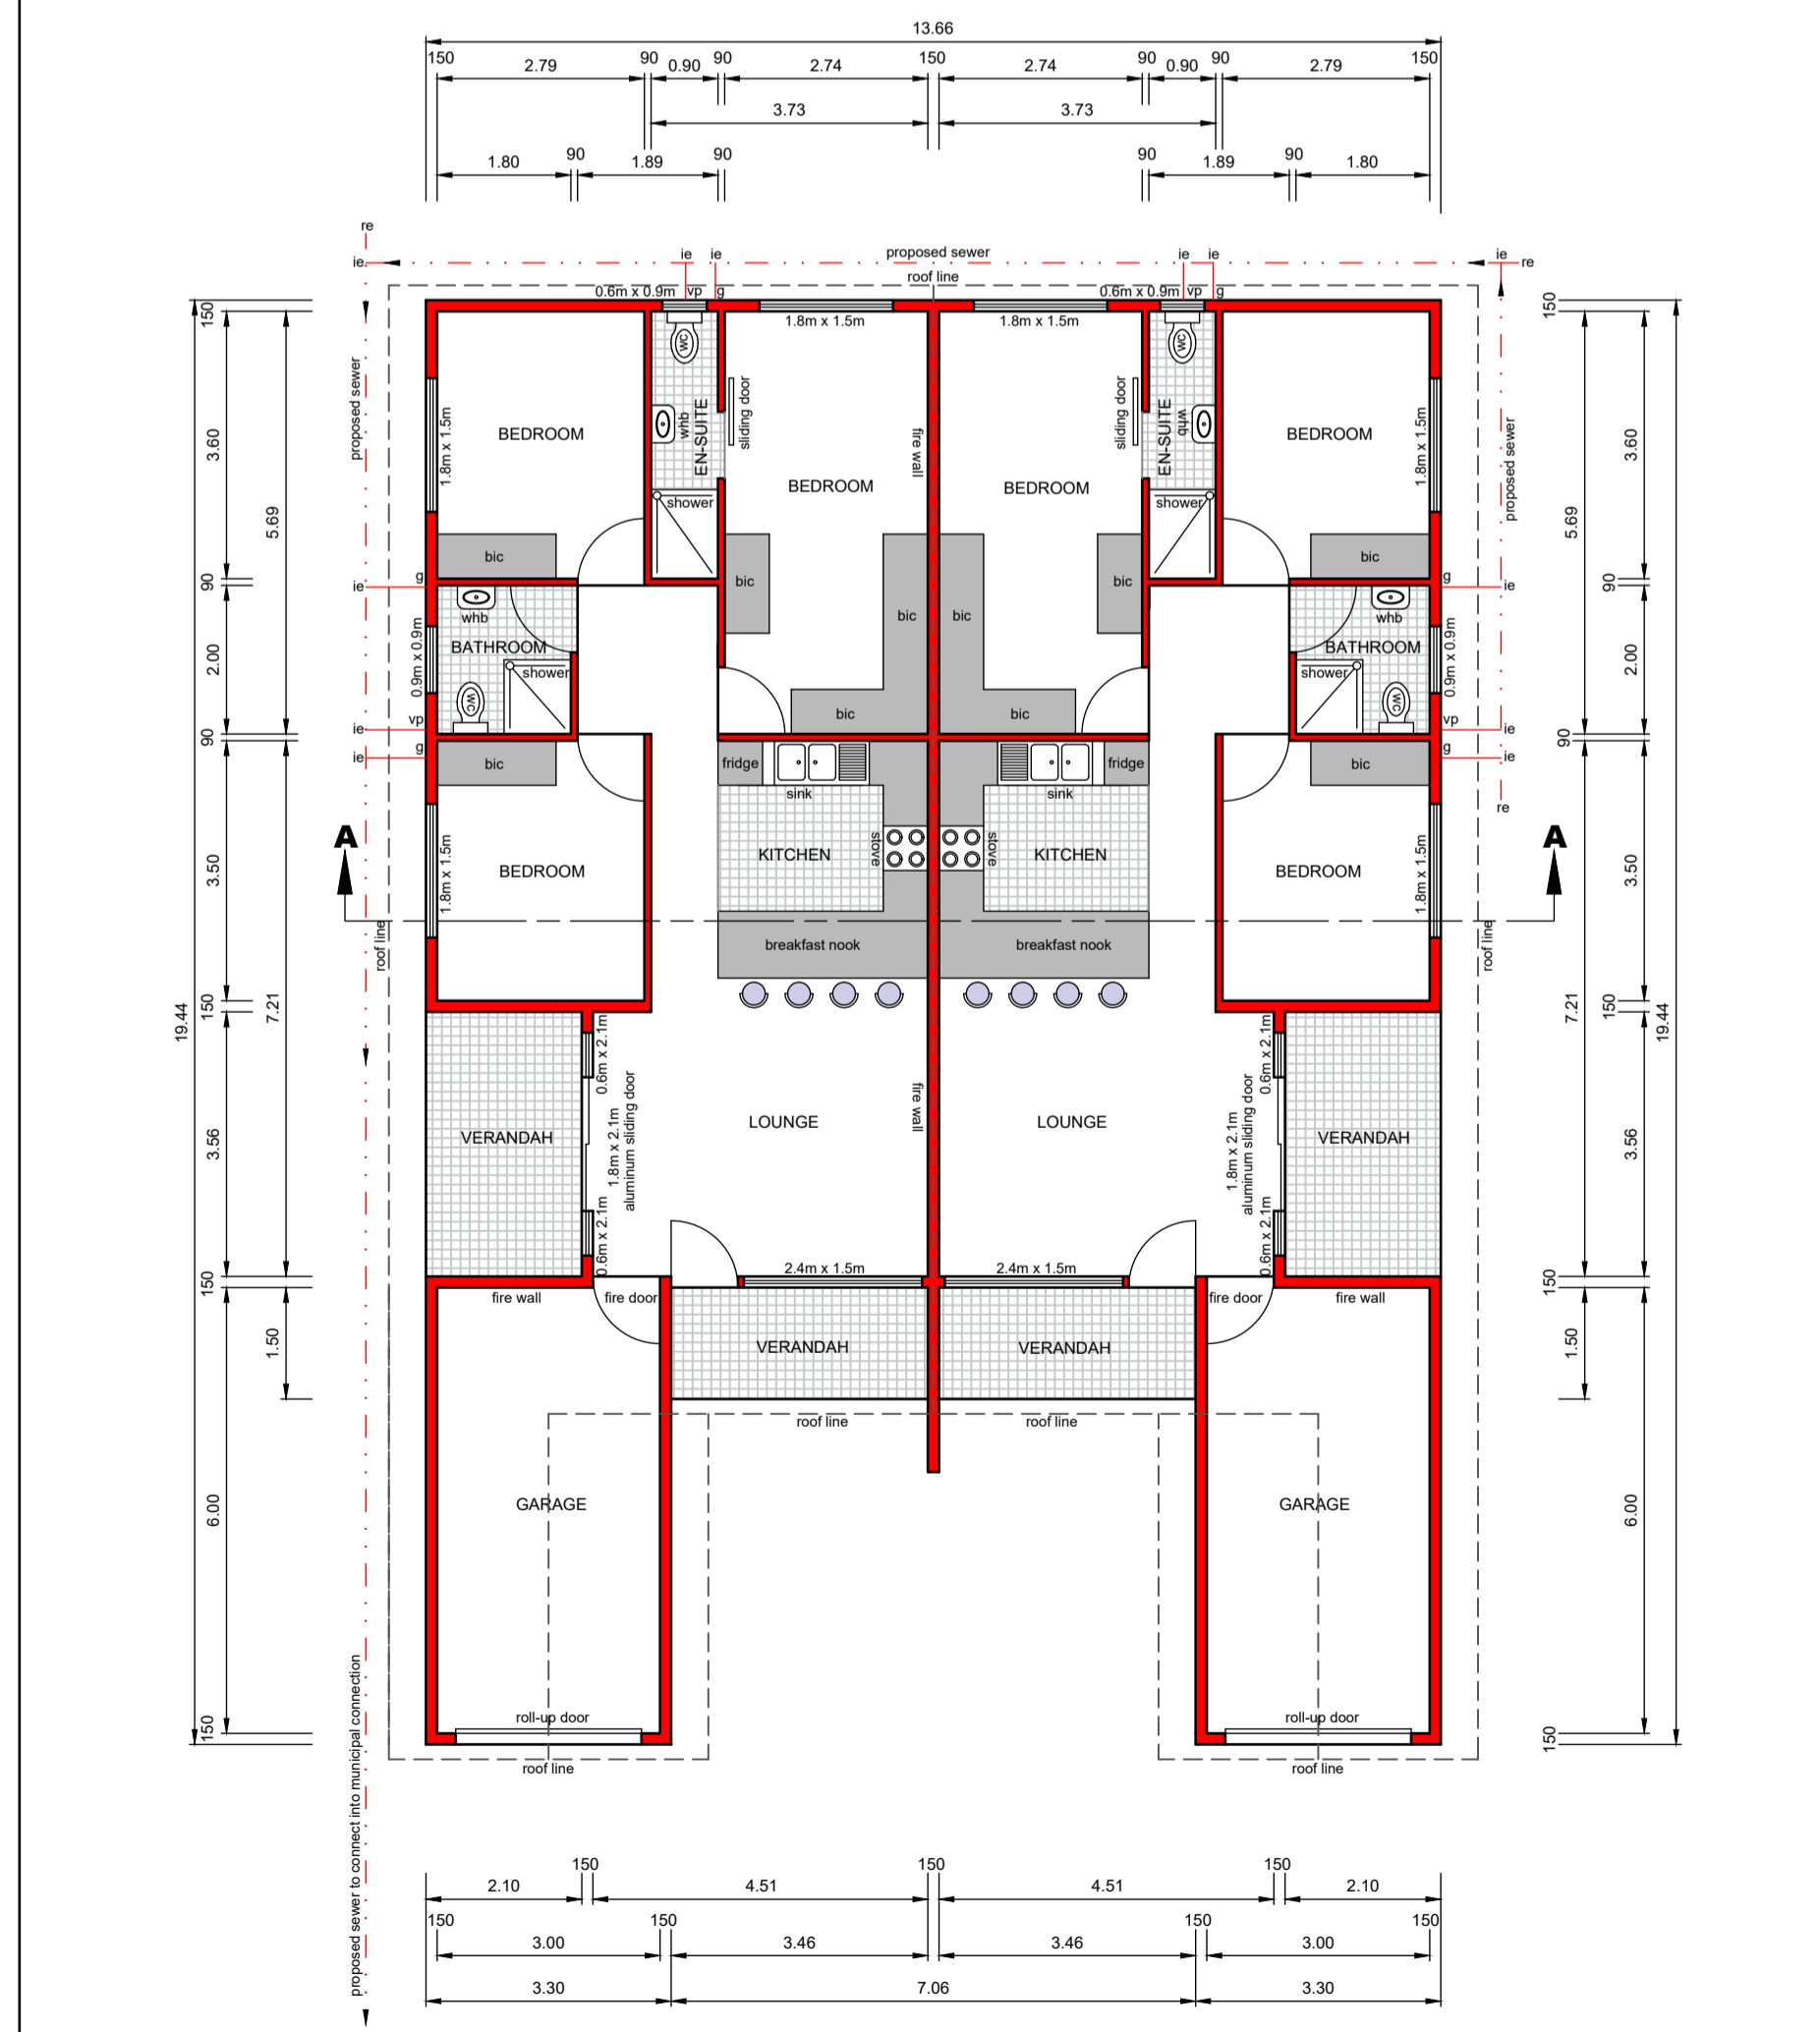 13.66
150 2.79 90 0.90 90 2.74 150 2.74 90 0.90 90 2.79 150
3.73 3.73
1.80 90 1.89 90 90 1.89 90 1.80
re
ie ie ie proposed sewer ie ie ie re
roof line
0.6m x 0.9m vp g 0.6m x 0.9m vp g
1.8m x 1.5m 1.8m x 1.5m
150 150
proposed sewer
3.60
5.69
1.8m x 1.5m
BEDROOM
WC
whb
EN-SUITE
sliding door
shower
BEDROOM
fire wall
BEDROOM
sliding door
WC
whb
EN-SUITE
shower
BEDROOM
1.8m x 1.5m
proposed sewer
5.69
3.60
bic bic bic bic bic bic
90 ie g g ie 90
whb whb
0.9m x 0.9m BATHROOM BATHROOM 0.9m x 0.9m
2.00 shower shower 2.00
WC WC
vp bic bic vp
90 ie ie 90
g g
ie bic fridge fridge bic ie
sink sink
re
A A
3.50 1.8m x 1.5m BEDROOM KITCHEN stove stove KITCHEN BEDROOM 1.8m x 1.5m 3.50
roof line breakfast nook breakfast nook roof line
19.44 150 7.21 7.21 150 19.44
0.6m x 2.1m 0.6m x 2.1m
3.56 VERANDAH 1.8m x 2.1m aluminum sliding door LOUNGE fire wall LOUNGE 1.8m x 2.1m aluminum sliding door VERANDAH 3.56
0.6m x 2.1m 0.6m x 2.1m
2.4m x 1.5m 2.4m x 1.5m
150 fire wall fire door fire door fire wall 150
1.50 VERANDAH VERANDAH 1.50
roof line roof line
6.00 GARAGE GARAGE 6.00
roll-up door roll-up door
150 150
roof line roof line
proposed sewer to connect into municipal connection
150 150 150
2.10 4.51 4.51 2.10
150 150 150 150
3.00 3.46 3.46 3.00
3.30 7.06 3.30